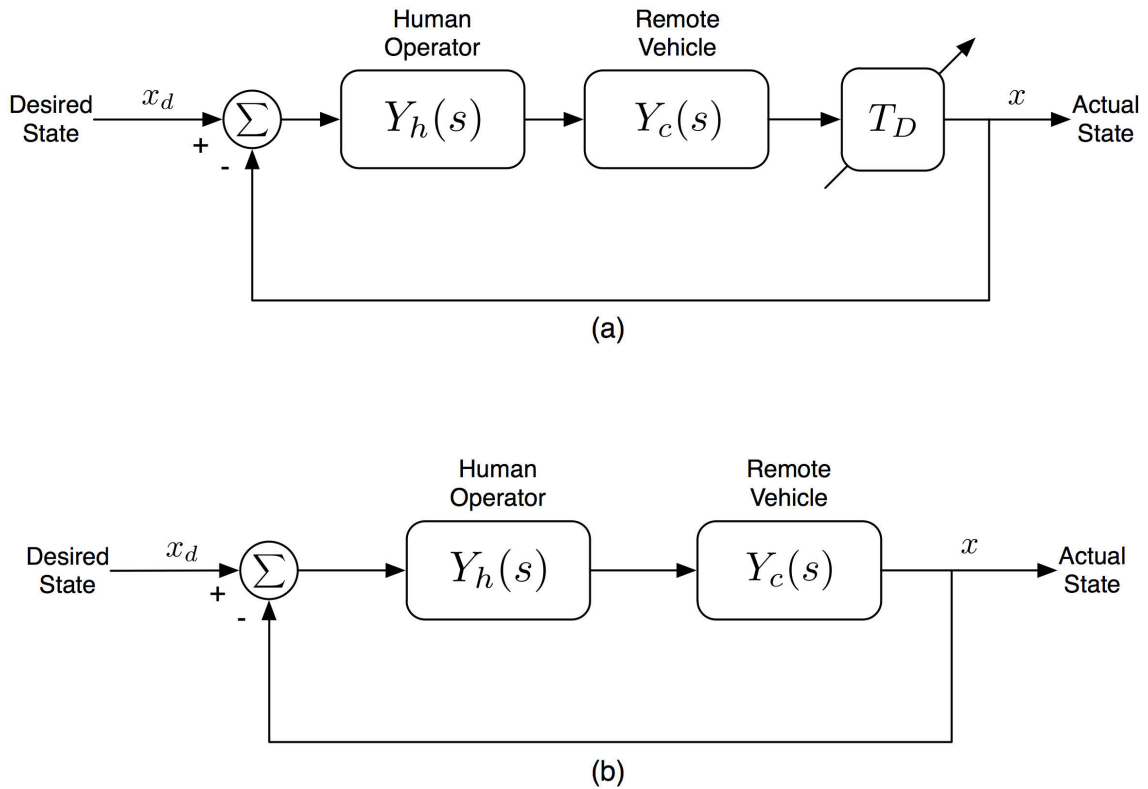 Human
Operator
Remote
Vehicle
Desired
State
x_d
+
-
Σ
Y_h(s)
Y_c(s)
T_D
x
Actual
State
(a)
Human
Operator
Remote
Vehicle
Desired
State
x_d
+
-
Σ
Y_h(s)
Y_c(s)
x
Actual
State
(b)